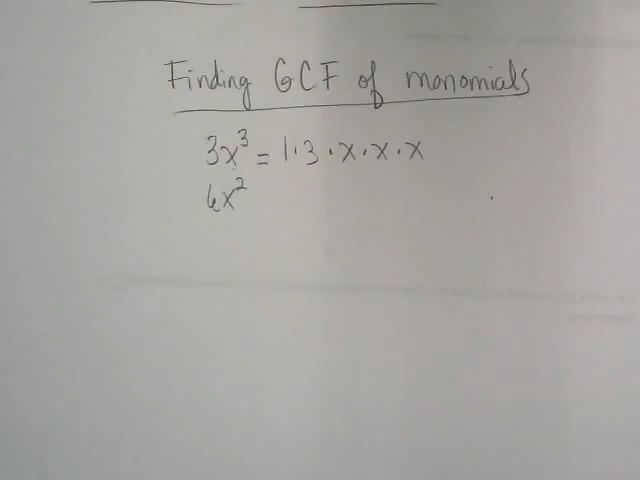 Finding GCF of monomials
3x³ = 1·3·x·x·x
6x²